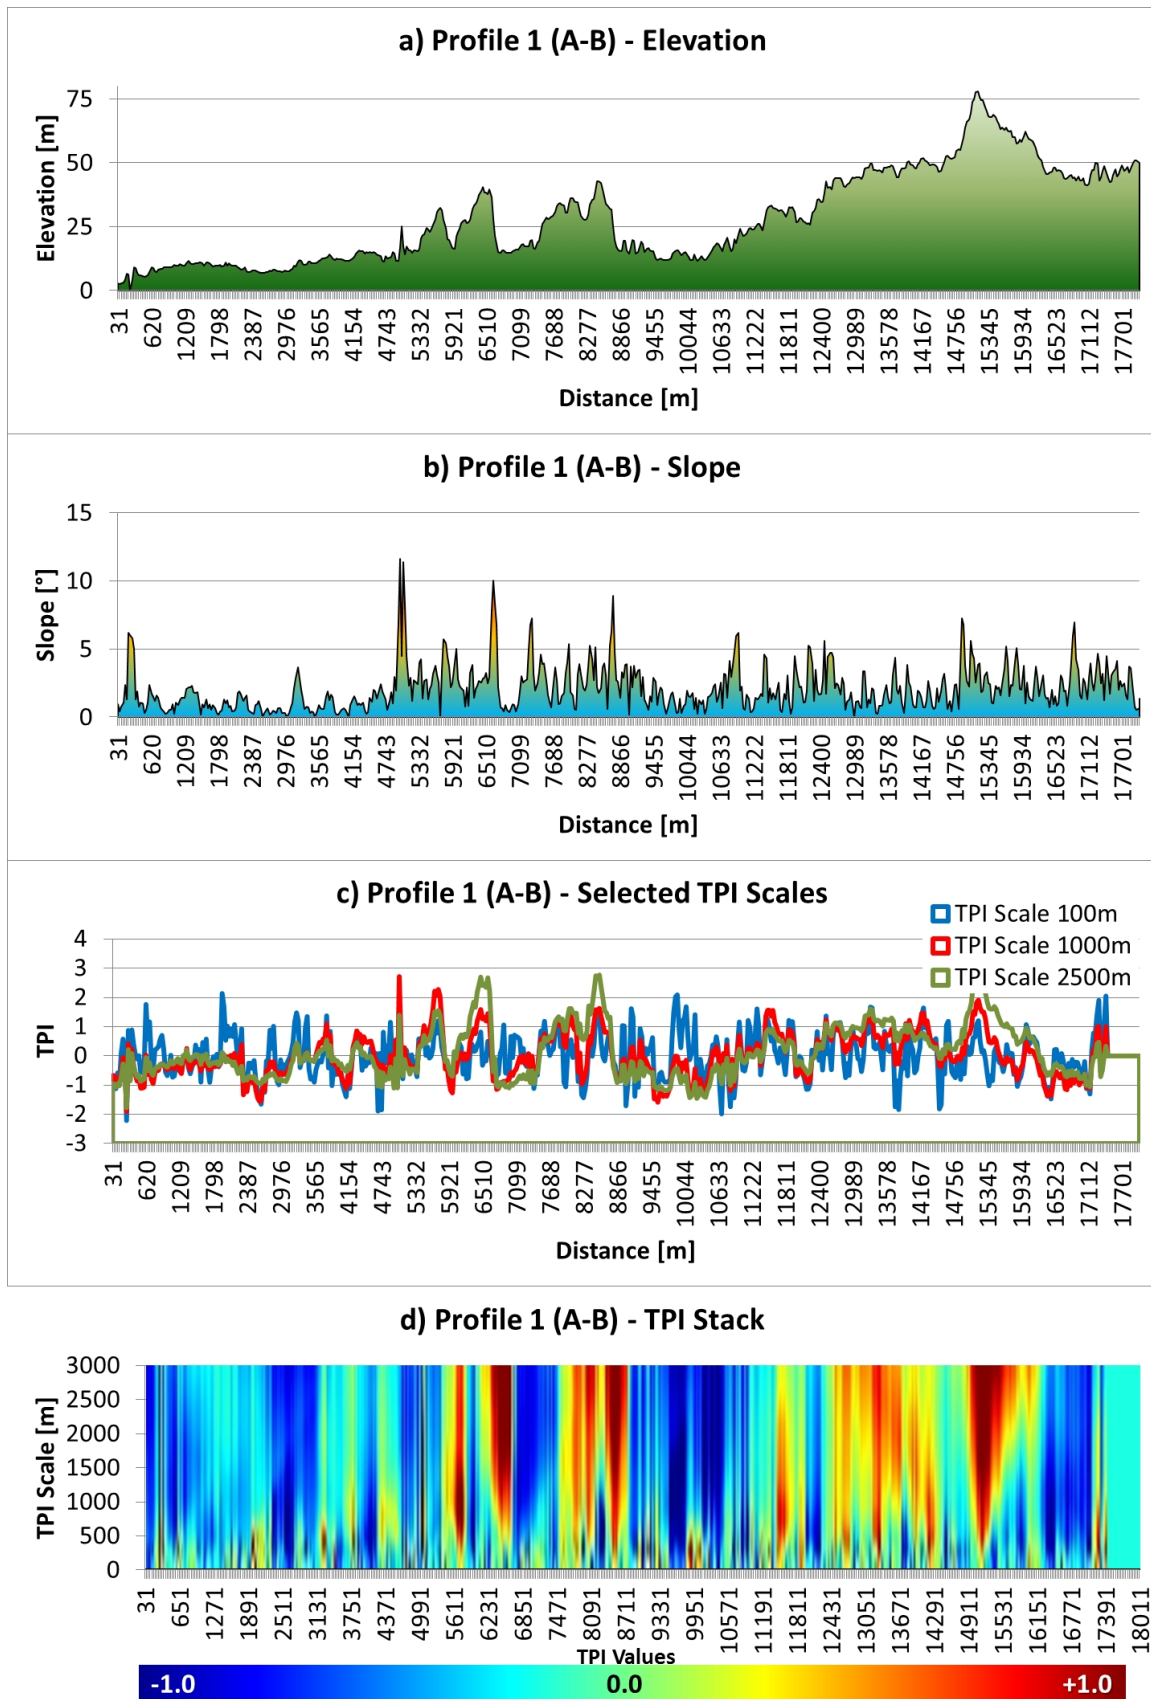 a) Profile 1 (A-B) - Elevation
Elevation [m]
75
50
25
0
31 620 1209 1798 2387 2976 3565 4154 4743 5332 5921 6510 7099 7688 8277 8866 9455 10044 10633 11222 11811 12400 12989 13578 14167 14756 15345 15934 16523 17112 17701
Distance [m]
b) Profile 1 (A-B) - Slope
Slope [°]
15
10
5
0
31 620 1209 1798 2387 2976 3565 4154 4743 5332 5921 6510 7099 7688 8277 8866 9455 10044 10633 11222 11811 12400 12989 13578 14167 14756 15345 15934 16523 17112 17701
Distance [m]
c) Profile 1 (A-B) - Selected TPI Scales
TPI Scale 100m
TPI Scale 1000m
TPI Scale 2500m
TPI
4
3
2
1
0
-1
-2
-3
31 620 1209 1798 2387 2976 3565 4154 4743 5332 5921 6510 7099 7688 8277 8866 9455 10044 10633 11222 11811 12400 12989 13578 14167 14756 15345 15934 16523 17112 17701
Distance [m]
d) Profile 1 (A-B) - TPI Stack
TPI Scale [m]
3000
2500
2000
1500
1000
500
0
31 651 1271 1891 2511 3131 3751 4371 4991 5611 6231 6851 7471 8091 8711 9331 9951 10571 11191 11811 12431 13051 13671 14291 14911 15531 16151 16771 17391 18011
TPI Values
-1.0 0.0 +1.0